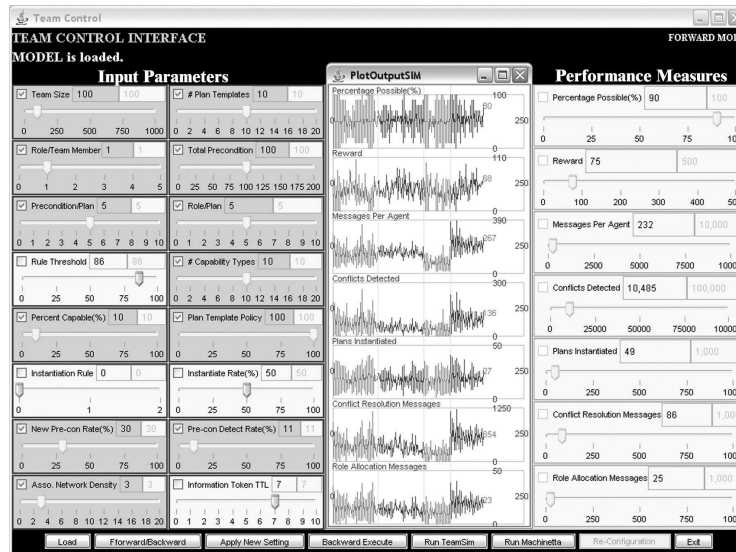 Team Control
TEAM CONTROL INTERFACE
FORWARD MO
MODEL is loaded.
Input Parameters
Team Size 100 100
0 250 500 750 1000
# Plan Templates 10 10
0 2 4 6 8 10 12 14 16 18 20
Role/Team Member 1 1
0 1 2 3 4 5
Total Precondition 100 100
0 25 50 75 100 125 150 175 200
Precondition/Plan 5 5
0 1 2 3 4 5 6 7 8 9 10
Role/Plan 5 5
0 1 2 3 4 5 6 7 8 9 10
Rule Threshold 86 86
0 25 50 75 100
# Capability Types 10 10
0 2 4 6 8 10 12 14 16 18 20
Percent Capable(%) 10 10
0 25 50 75 100
Plan Template Policy 100 100
0 25 50 75 100
Instantiation Rule 0 0
0 1 2
Instantiate Rate(%) 50 50
0 25 50 75 100
New Pre-con Rate(%) 30 30
0 25 50 75 100
Pre-con Detect Rate(%) 11 11
0 25 50 75 100
Asso. Network Density 3 3
0 2 4 6 8 10 12 14 16 18 20
Information Token TTL 7 7
0 1 2 3 4 5 6 7 8 9 10
PlotOutputSIM
Percentage Possible(%) 100
80
0 250
Reward 110
68
0 250
Messages Per Agent 390
267
0 250
Conflicts Detected 300
136
0 250
Plans Instantiated 50
27
0 250
Conflict Resolution Messages 1250
654
0 250
Role Allocation Messages 50
23
0 250
Performance Measures
Percentage Possible(%) 90 100
0 25 50 75 10
Reward 75 500
0 100 200 300 400 50
Messages Per Agent 232 10,000
0 2500 5000 7500 1000
Conflicts Detected 10,485 100,000
0 25000 50000 75000 10000
Plans Instantiated 49 1,000
0 250 500 750 100
Conflict Resolution Messages 86 1,00
0 250 500 750 100
Role Allocation Messages 25 1,000
0 250 500 750 100
Load
Fforward/Backward
Apply New Setting
Backward Execute
Run TeamSim
Run Machinetta
Re-Configuration
Exit